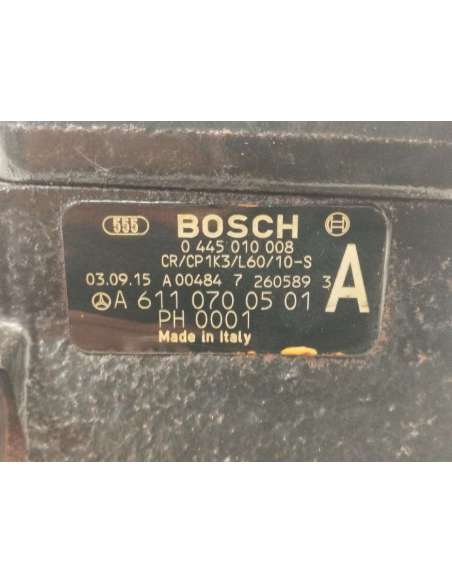 555 BOSCH
0 445 010 008
CR/CP1K3/L60/10-S
03.09.15 A 00484 7 260589 3 A
A 611 070 05 01
PH 0001
Made in Italy